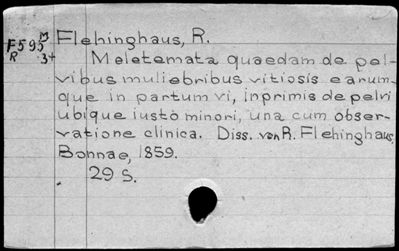 Flehinghaus, R.
F595 M
R 3+
Meletemata quaedam de pel-
vibus muliebribus vitiosis earum-
que in partum vi, inprimis de pelvi
ubique iusto minori, una cum obser-
vatione clinica. Diss. von R. Flehinghaus.
Bonnae, 1859.
29 S.